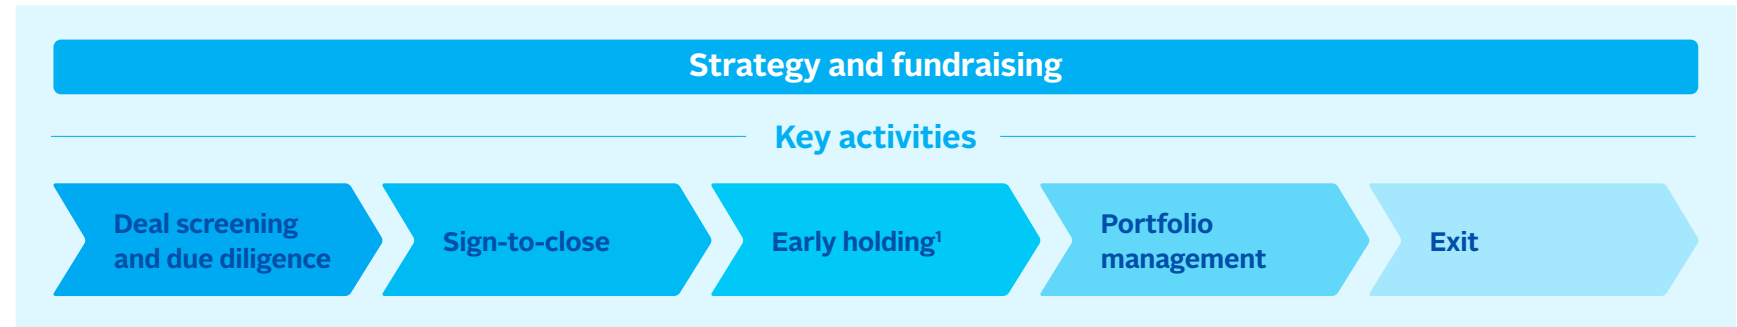 Strategy and fundraising
Key activities
Deal screening
and due diligence
Sign-to-close
Early holding¹
Portfolio
management
Exit